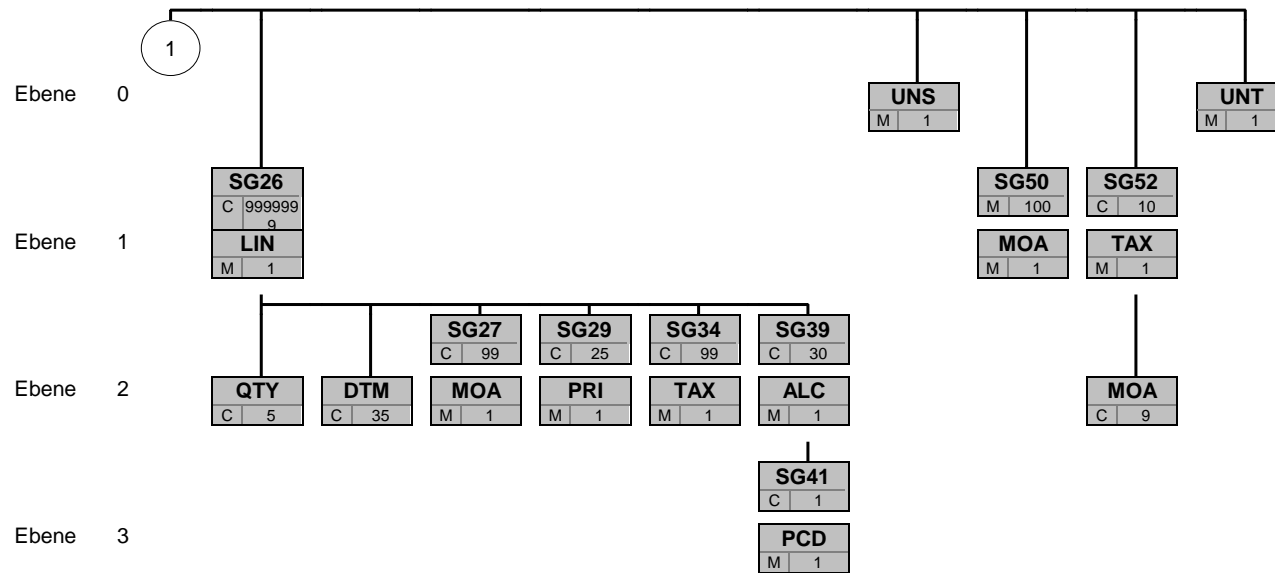 1
Ebene 0
UNS
M 1
UNT
M 1
SG26
C 999999
9
SG50
M 100
SG52
C 10
Ebene 1
LIN
M 1
MOA
M 1
TAX
M 1
SG27
C 99
SG29
C 25
SG34
C 99
SG39
C 30
Ebene 2
QTY
C 5
DTM
C 35
MOA
M 1
PRI
M 1
TAX
M 1
ALC
M 1
MOA
C 9
SG41
C 1
Ebene 3
PCD
M 1